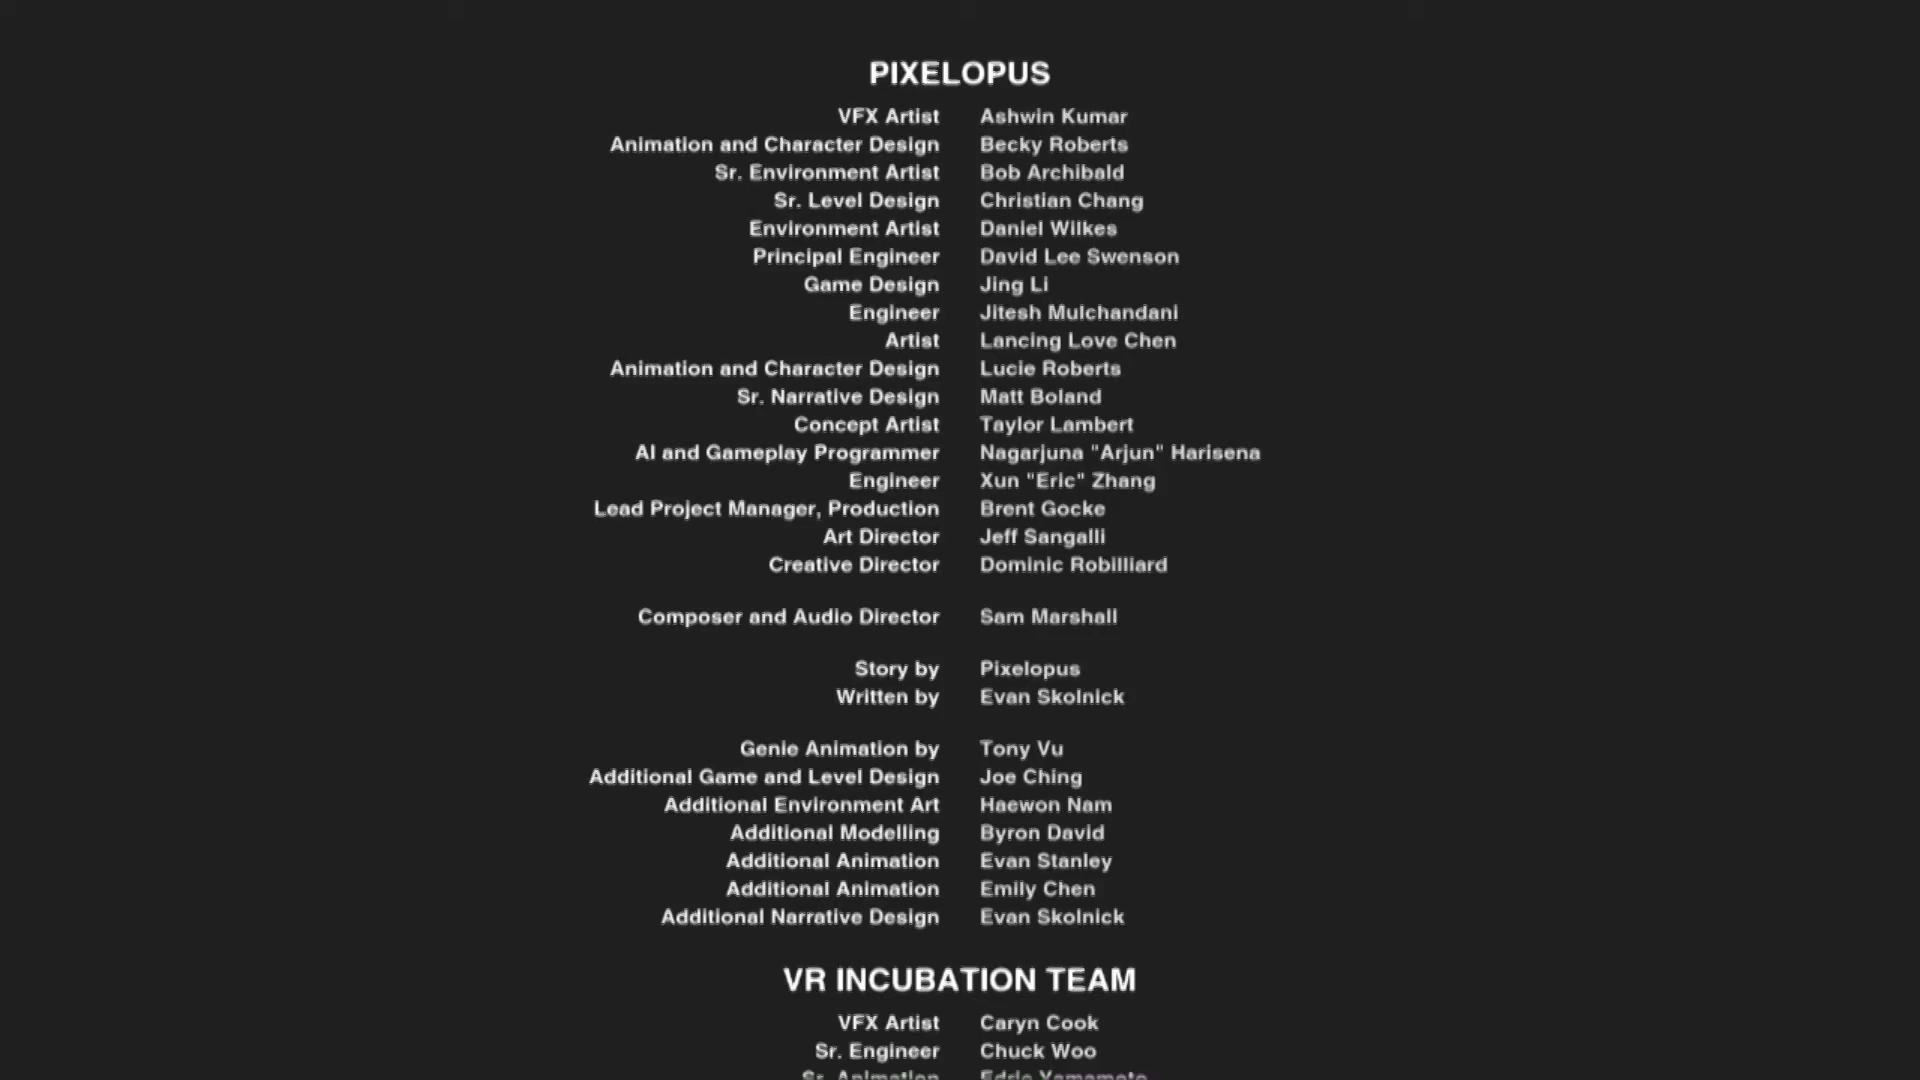 PIXELOPUS
VFX Artist Ashwin Kumar
Animation and Character Design Becky Roberts
Sr. Environment Artist Bob Archibald
Sr. Level Design Christian Chang
Environment Artist Daniel Wilkes
Principal Engineer David Lee Swenson
Game Design Jing Li
Engineer Jitesh Mulchandani
Artist Lancing Love Chen
Animation and Character Design Lucie Roberts
Sr. Narrative Design Matt Boland
Concept Artist Taylor Lambert
AI and Gameplay Programmer Nagarjuna "Arjun" Harisena
Engineer Xun "Eric" Zhang
Lead Project Manager, Production Brent Gocke
Art Director Jeff Sangalli
Creative Director Dominic Robilliard
Composer and Audio Director Sam Marshall
Story by Pixelopus
Written by Evan Skolnick
Genie Animation by Tony Vu
Additional Game and Level Design Joe Ching
Additional Environment Art Haewon Nam
Additional Modelling Byron David
Additional Animation Evan Stanley
Additional Animation Emily Chen
Additional Narrative Design Evan Skolnick
VR INCUBATION TEAM
VFX Artist Caryn Cook
Sr. Engineer Chuck Woo
Sr. Animation Edric Yamamoto